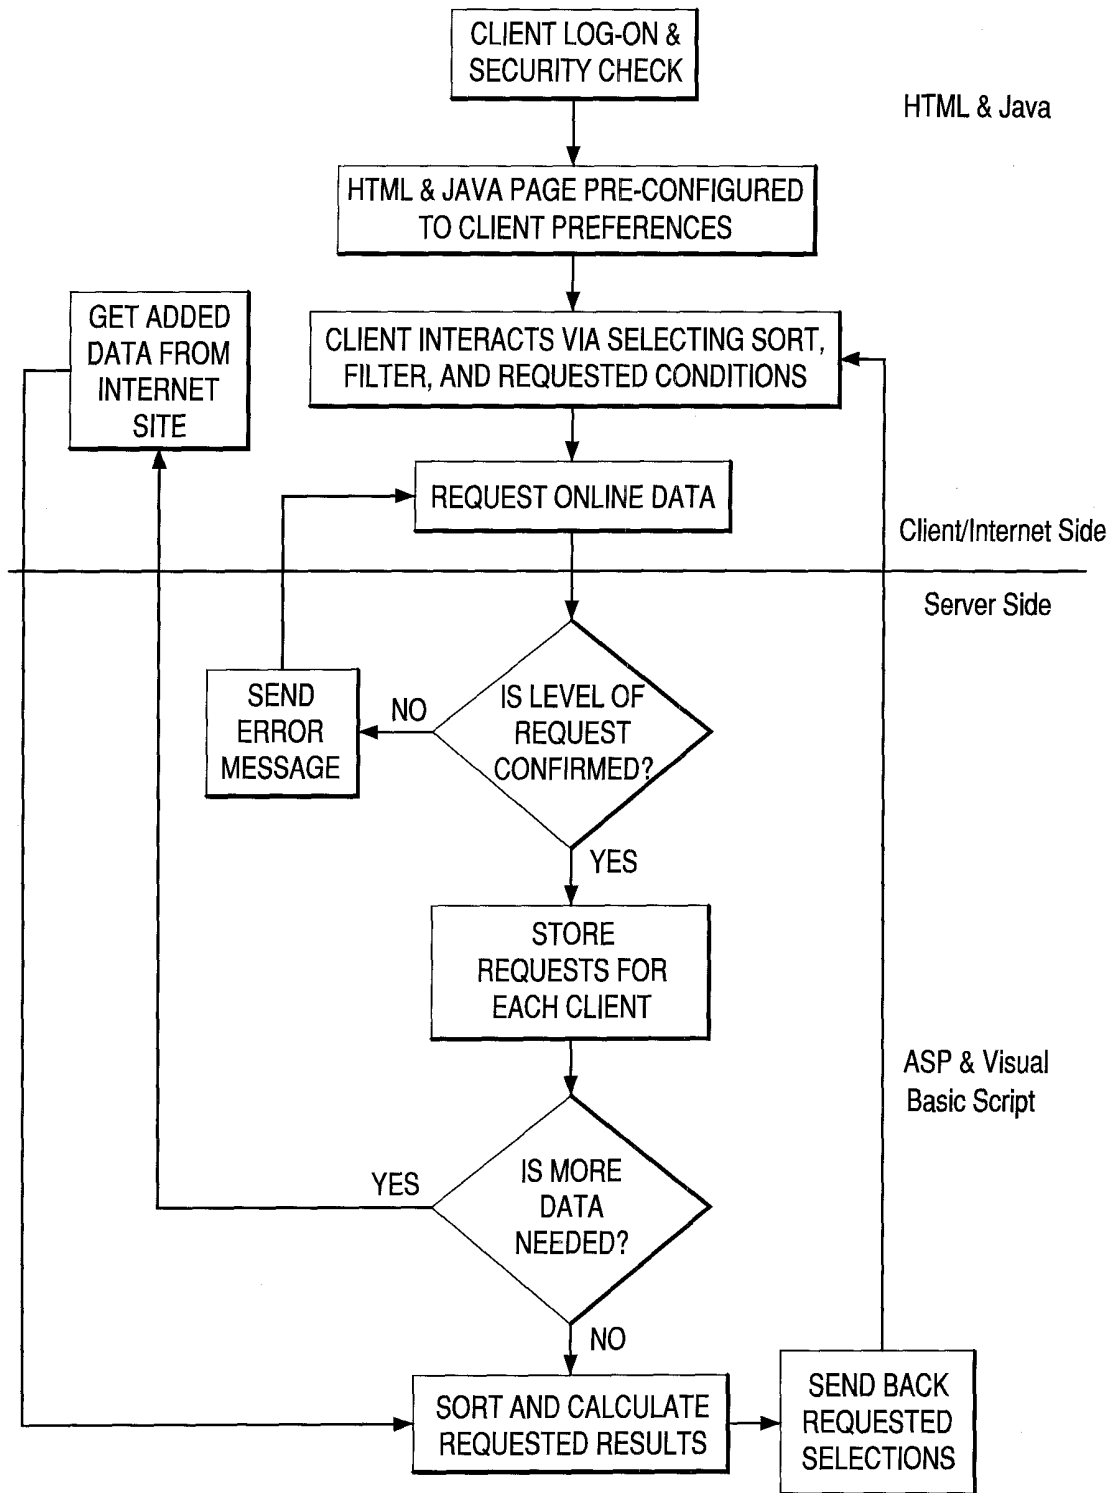 CLIENT LOG-ON &
SECURITY CHECK
HTML & Java
HTML & JAVA PAGE PRE-CONFIGURED
TO CLIENT PREFERENCES
GET ADDED
DATA FROM
INTERNET
SITE
CLIENT INTERACTS VIA SELECTING SORT,
FILTER, AND REQUESTED CONDITIONS
REQUEST ONLINE DATA
Client/Internet Side
Server Side
SEND
ERROR
MESSAGE
NO
IS LEVEL OF
REQUEST
CONFIRMED?
YES
STORE
REQUESTS FOR
EACH CLIENT
ASP & Visual
Basic Script
YES
IS MORE
DATA
NEEDED?
NO
SORT AND CALCULATE
REQUESTED RESULTS
SEND BACK
REQUESTED
SELECTIONS